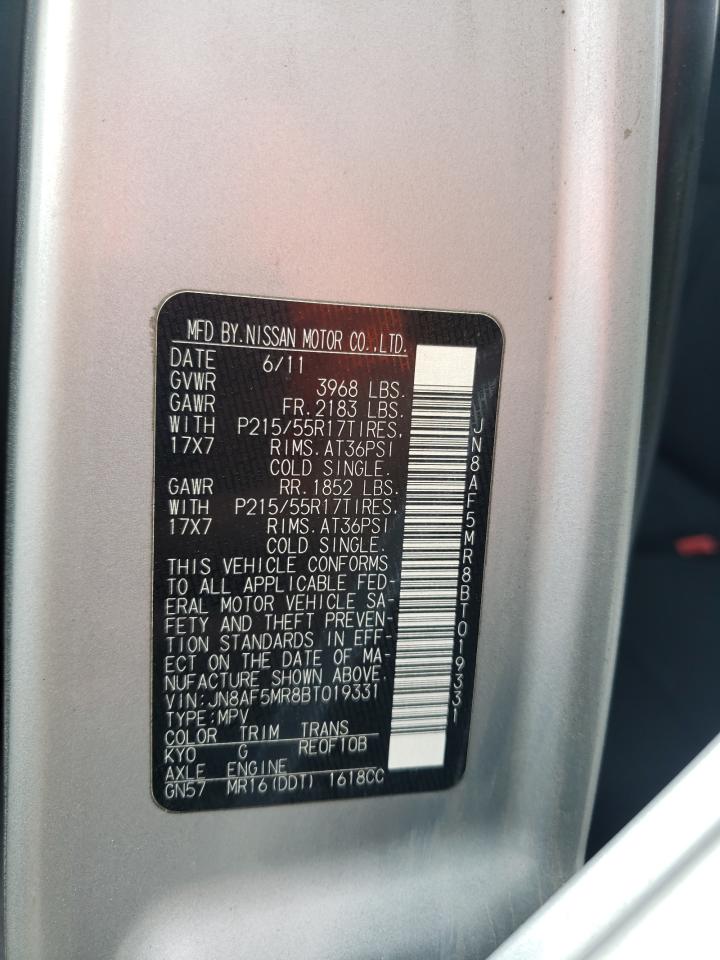 MFD BY.NISSAN MOTOR CO.,LTD.
DATE 6/11
GVWR 3968 LBS.
GAWR FR.2183 LBS.
WITH P215/55R17TIRES,
17X7 RIMS.AT36PSI
COLD SINGLE.
GAWR RR.1852 LBS.
WITH P215/55R17TIRES,
17X7 RIMS.AT36PSI
COLD SINGLE.
THIS VEHICLE CONFORMS
TO ALL APPLICABLE FED-
ERAL MOTOR VEHICLE SA-
FETY AND THEFT PREVEN-
TION STANDARDS IN EFF-
ECT ON THE DATE OF MA-
NUFACTURE SHOWN ABOVE.
VIN:JN8AF5MR8BT019331
TYPE:MPV
COLOR TRIM TRANS
KY0 G RE0F10B
AXLE ENGINE
GN57 MR16(DDT) 1618CC
JN8AF5MR8BT019331